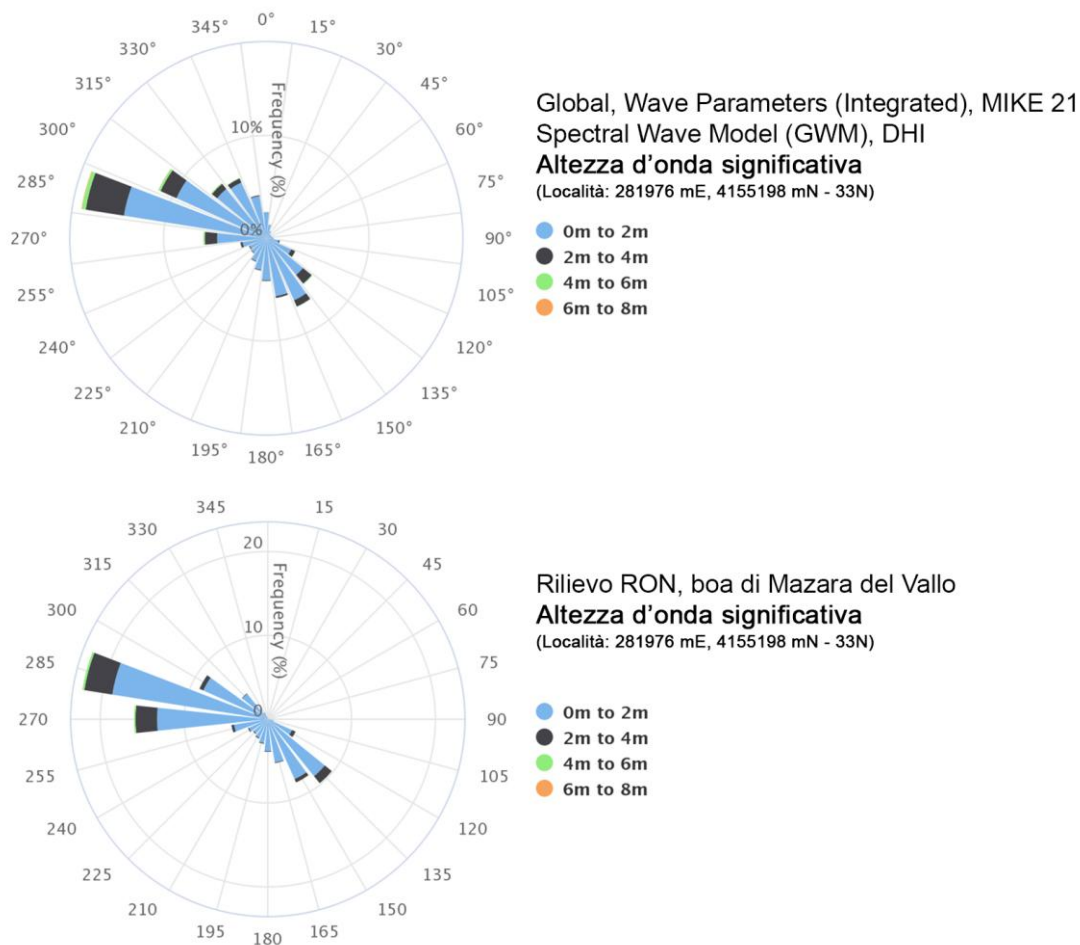 0°
345° 15°
330° 30°
315° 45°
300° 60°
285° 75°
270° 90°
255° 105°
240° 120°
225° 135°
210° 150°
195° 165°
180°
Frequency (%)
10%
0%
Global, Wave Parameters (Integrated), MIKE 21
Spectral Wave Model (GWM), DHI
Altezza d'onda significativa
(Località: 281976 mE, 4155198 mN - 33N)
0m to 2m
2m to 4m
4m to 6m
6m to 8m
345 15
330 30
315 45
300 60
285 75
270 90
255 105
240 120
225 135
210 150
195 165
180
20
Frequency (%)
10
0
Rilievo RON, boa di Mazara del Vallo
Altezza d'onda significativa
(Località: 281976 mE, 4155198 mN - 33N)
0m to 2m
2m to 4m
4m to 6m
6m to 8m